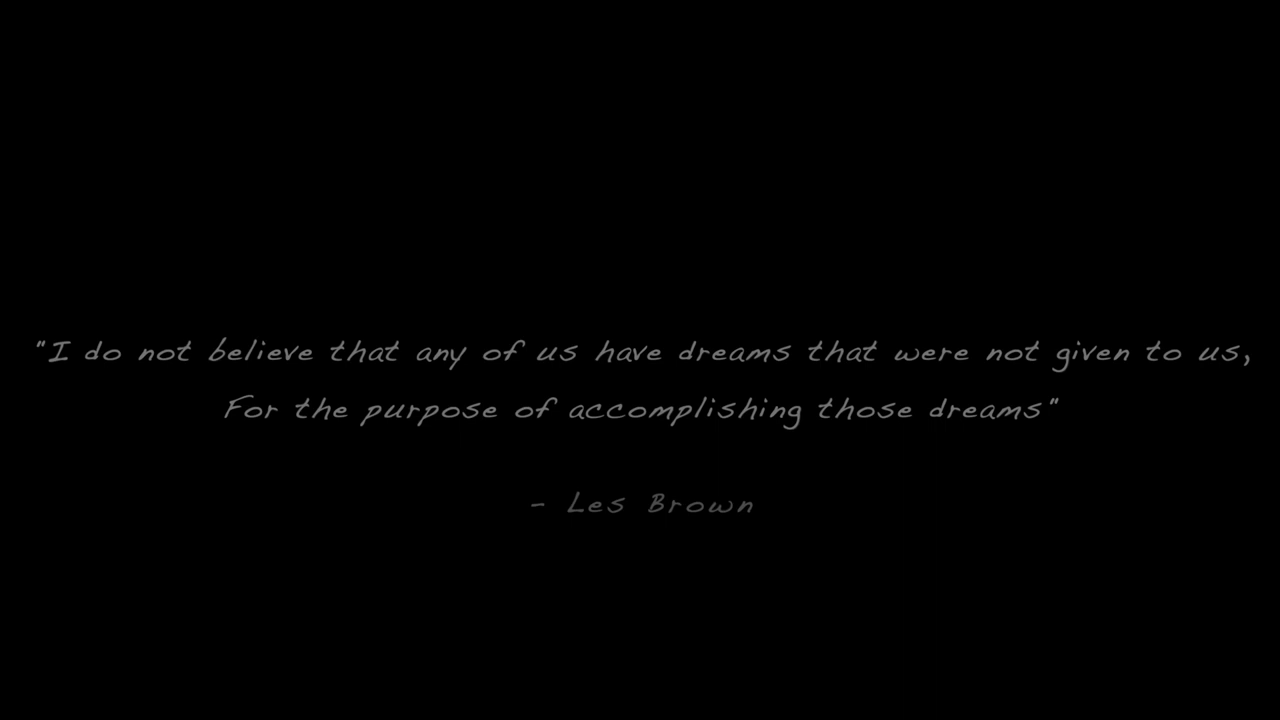 "I do not believe that any of us have dreams that were not given to us,
For the purpose of accomplishing those dreams"
- Les Brown